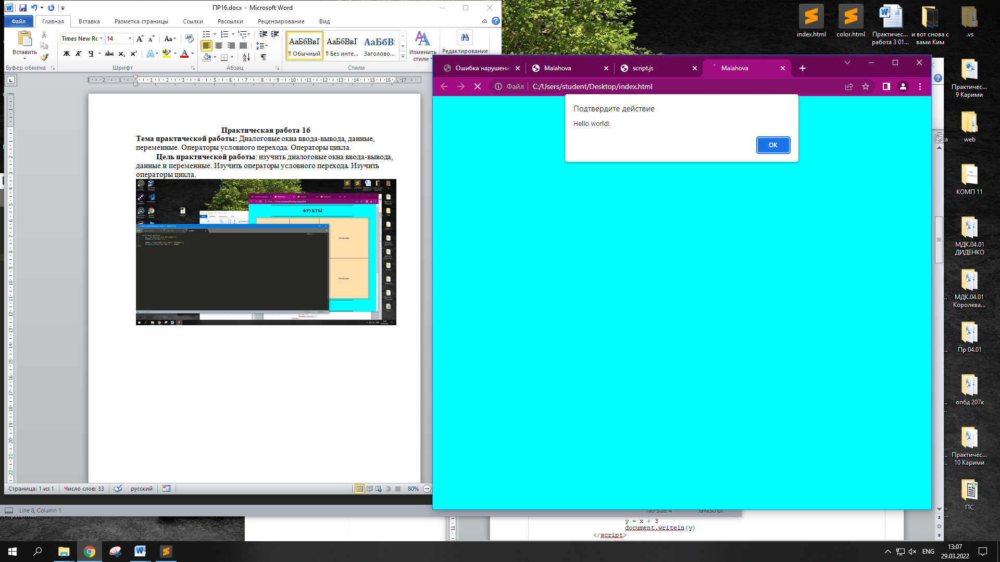 ПР16.docx - Microsoft Word
Файл
Главная
Вставка
Разметка страницы
Ссылки
Рассылки
Рецензирование
Вид
Вставить
Times New Rc
14
Буфер обмена
Шрифт
Абзац
АаБбВвГ
¶ Обычный
АаБбВвГ
¶ Без инте...
АаБбВ
Заголово...
Изменить
стили
Стили
Редактирование
Практическая работа 16
Тема практической работы: Диалоговые окна ввода-вывода, данные,
переменные. Операторы условного перехода. Операторы цикла.
Цель практической работы: изучить диалоговые окна ввода-вывода,
данные и переменные. Изучить операторы условного перехода. Изучить
операторы цикла.
ФРУКТЫ
Страница: 1 из 1
Число слов: 33
русский
80%
Line 8, Column 1
Ошибка нарушени
Malahova
script.js
Malahova
Файл
C:/Users/student/Desktop/index.html
Подтвердите действие
Hello world!
ОК
Tab Size: 4
JavaScript
y = x + 3
document.writeln(y)
</script>
index.html
color.html
Практичес...
работа 3 01...
и вот снова с
вами Ким
.vs
Практичес...
9 Карими
web
КОМП 11
МДК.04.01
ДИДЕНКО
МДК.04.01
Королева...
Пр 04.01
опбд 207к
Практичес...
10 Карими
ПС
ENG
13:07
29.03.2022